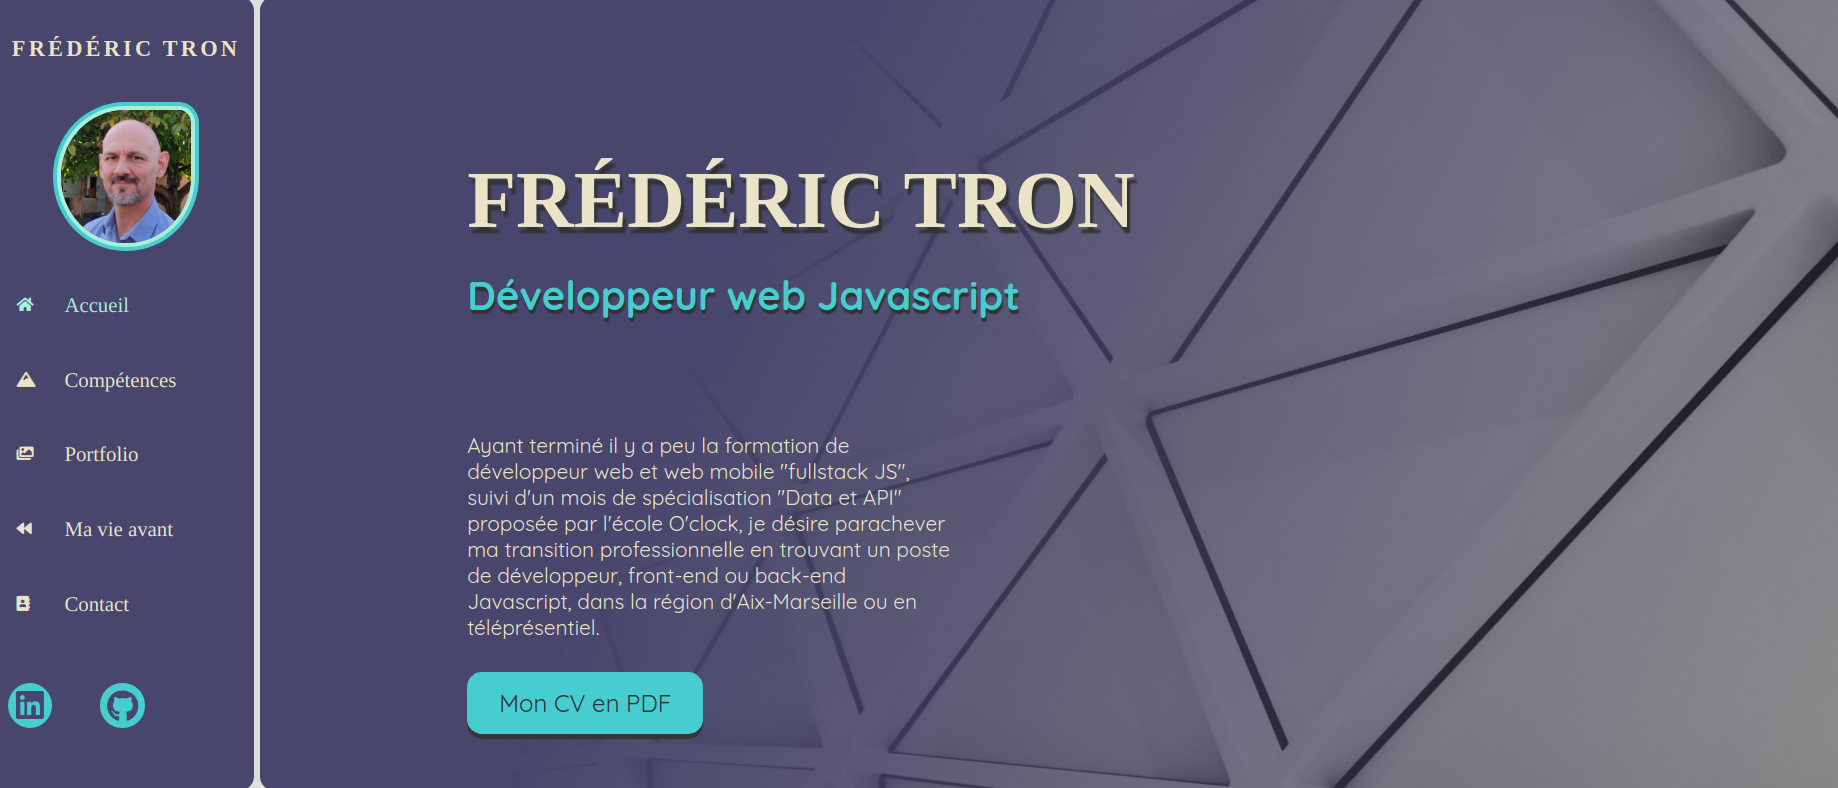 FRÉDÉRIC TRON
Accueil
Compétences
Portfolio
Ma vie avant
Contact
in
FRÉDÉRIC TRON
Développeur web Javascript
Ayant terminé il y a peu la formation de
développeur web et web mobile "fullstack JS",
suivi d'un mois de spécialisation "Data et API"
proposée par l'école O'clock, je désire parachever
ma transition professionnelle en trouvant un poste
de développeur, front-end ou back-end
Javascript, dans la région d'Aix-Marseille ou en
téléprésentiel.
Mon CV en PDF